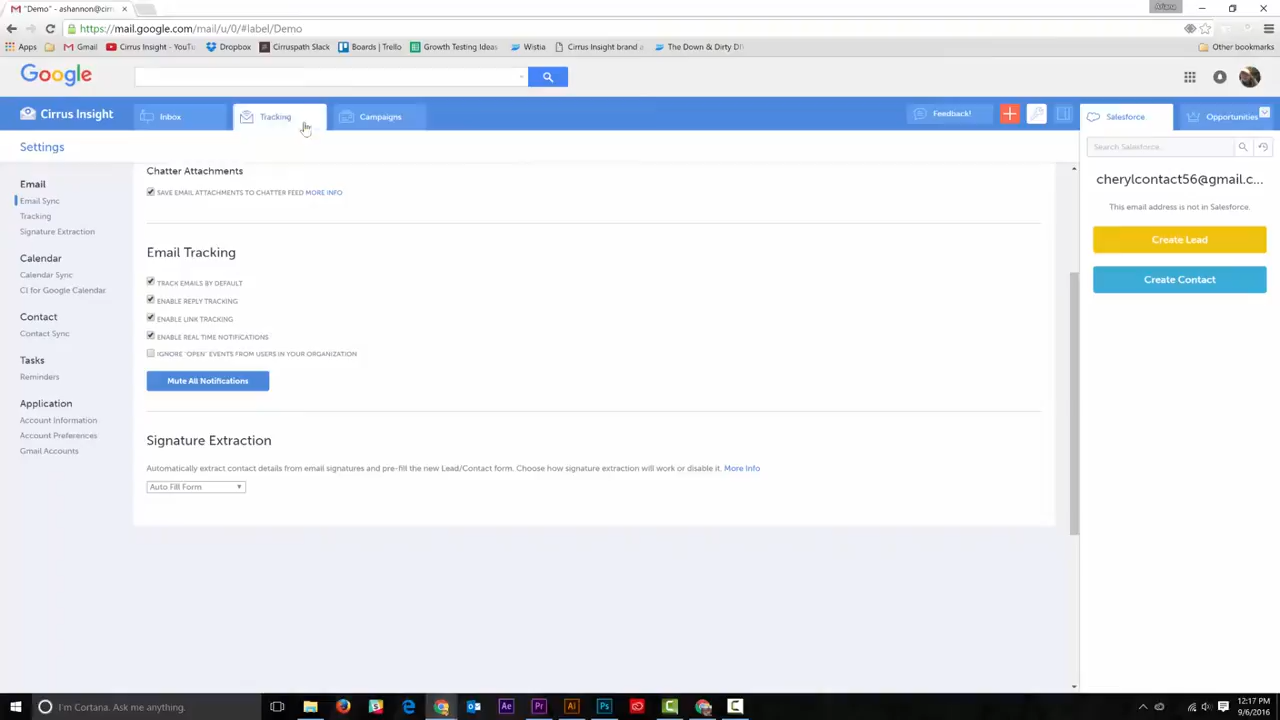 Ariana
"Demo" - ashannon@cirr
https://mail.google.com/mail/u/0/#label/Demo
Apps
Gmail
Cirrus Insight - YouTu
Dropbox
Cirruspath Slack
Boards | Trello
Growth Testing Ideas
Wistia
Cirrus Insight brand a
The Down & Dirty DI
Other bookmarks
Google
Cirrus Insight
Inbox
Tracking
Campaigns
Feedback!
Salesforce
Opportunities
Settings
Search Salesforce..
Email
Email Sync
Tracking
Signature Extraction
Calendar
Calendar Sync
CI for Google Calendar
Contact
Contact Sync
Tasks
Reminders
Application
Account Information
Account Preferences
Gmail Accounts
Chatter Attachments
SAVE EMAIL ATTACHMENTS TO CHATTER FEED MORE INFO
Email Tracking
TRACK EMAILS BY DEFAULT
ENABLE REPLY TRACKING
ENABLE LINK TRACKING
ENABLE REAL TIME NOTIFICATIONS
IGNORE "OPEN" EVENTS FROM USERS IN YOUR ORGANIZATION
Mute All Notifications
Signature Extraction
Automatically extract contact details from email signatures and pre-fill the new Lead/Contact form. Choose how signature extraction will work or disable it. More Info
Auto Fill Form
cherylcontact56@gmail.c...
This email address is not in Salesforce.
Create Lead
Create Contact
I'm Cortana. Ask me anything.
Ae
Pr
Ai
Ps
12:17 PM
9/6/2016